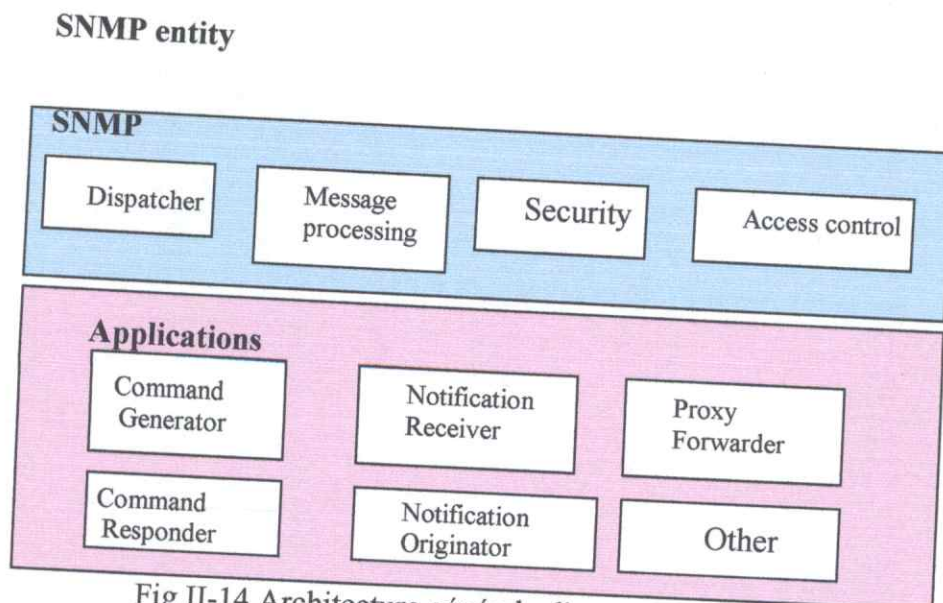 SNMP entity
SNMP
Dispatcher
Message
processing
Security
Access control
Applications
Command
Generator
Notification
Receiver
Proxy
Forwarder
Command
Responder
Notification
Originator
Other
Fig II-14 Architecture